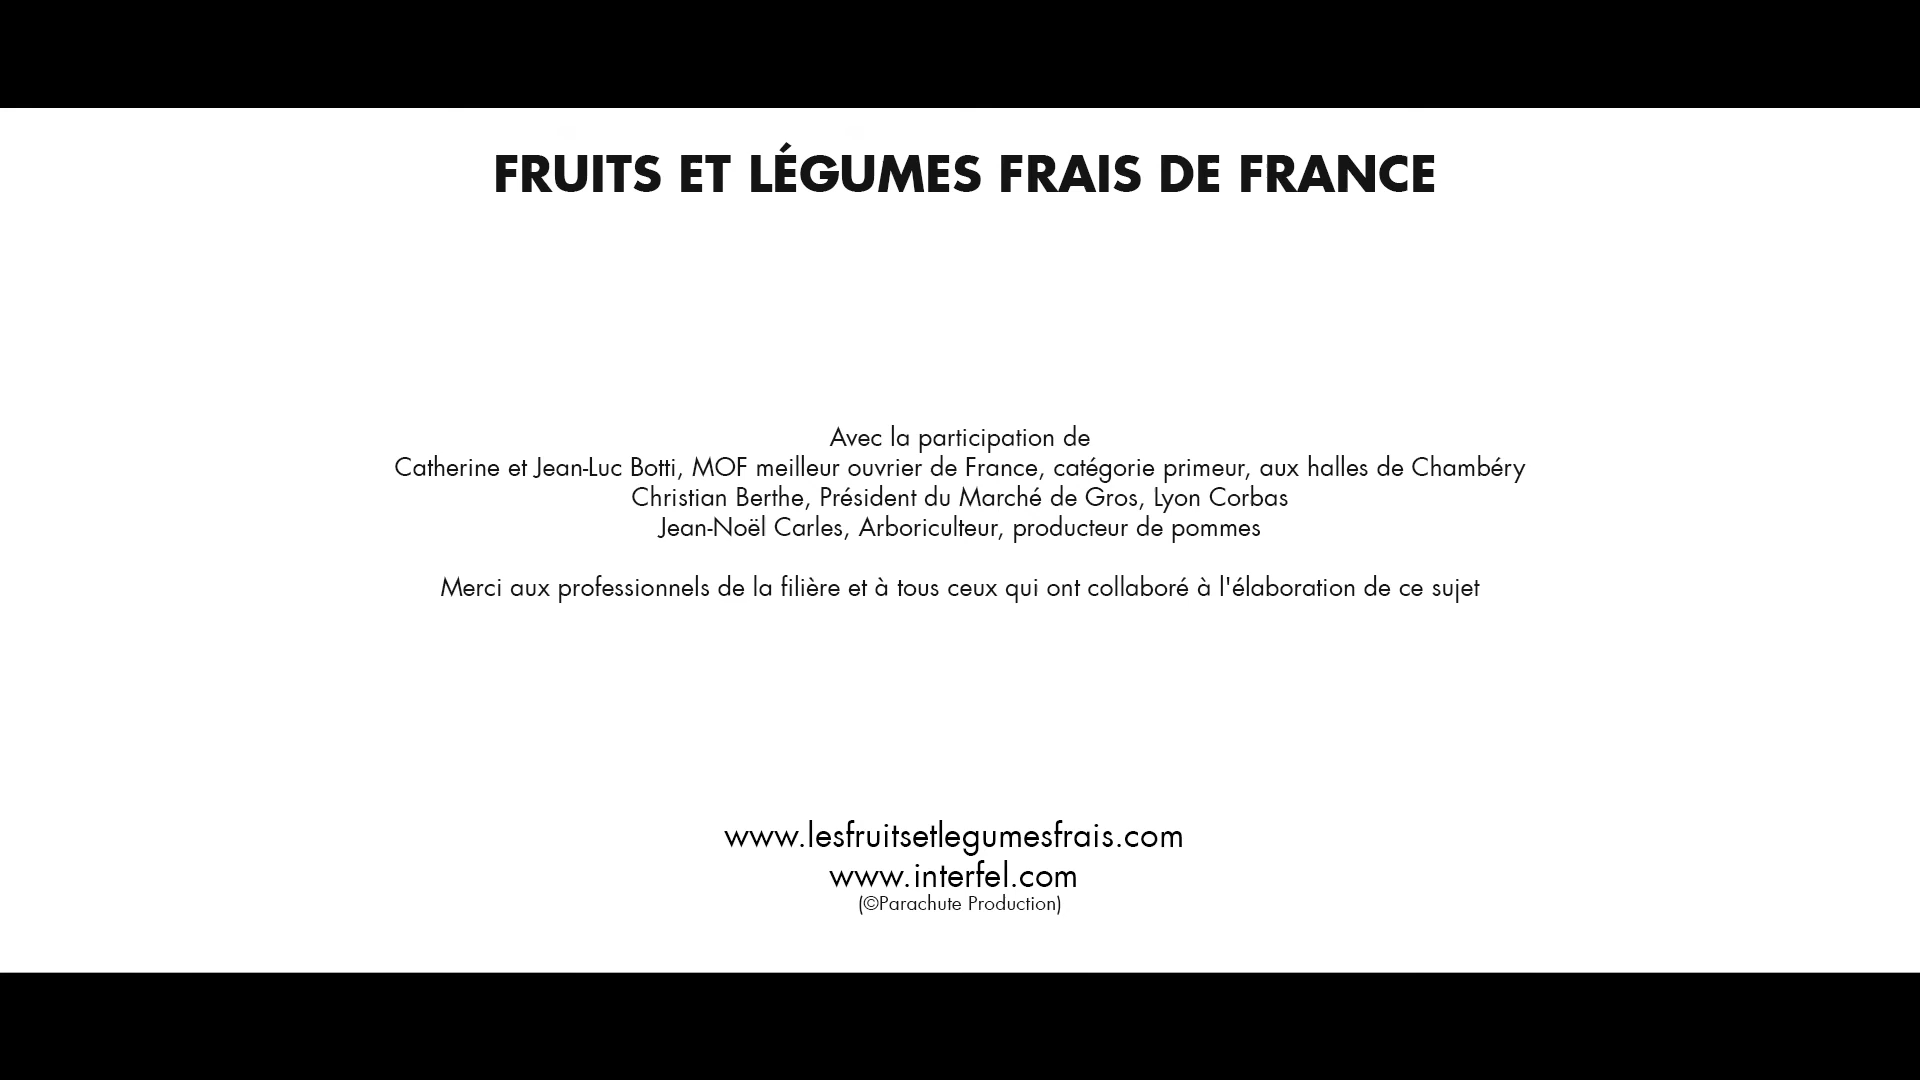 FRUITS ET LÉGUMES FRAIS DE FRANCE
Avec la participation de
Catherine et Jean-Luc Botti, MOF meilleur ouvrier de France, catégorie primeur, aux halles de Chambéry
Christian Berthe, Président du Marché de Gros, Lyon Corbas
Jean-Noël Carles, Arboriculteur, producteur de pommes
Merci aux professionnels de la filière et à tous ceux qui ont collaboré à l'élaboration de ce sujet
www.lesfruitsetlegumesfrais.com
www.interfel.com
(©Parachute Production)